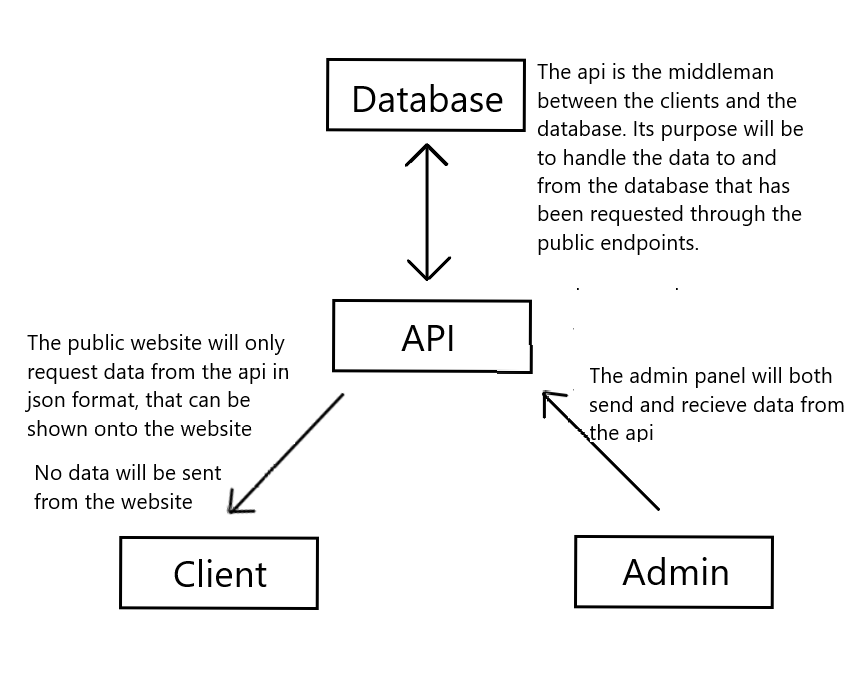 Database
The api is the middleman
between the clients and the
database. Its purpose will be
to handle the data to and
from the database that has
been requested through the
public endpoints.
API
The public website will only
request data from the api in
json format, that can be
shown onto the website
No data will be sent
from the website
The admin panel will both
send and recieve data from
the api
Client
Admin